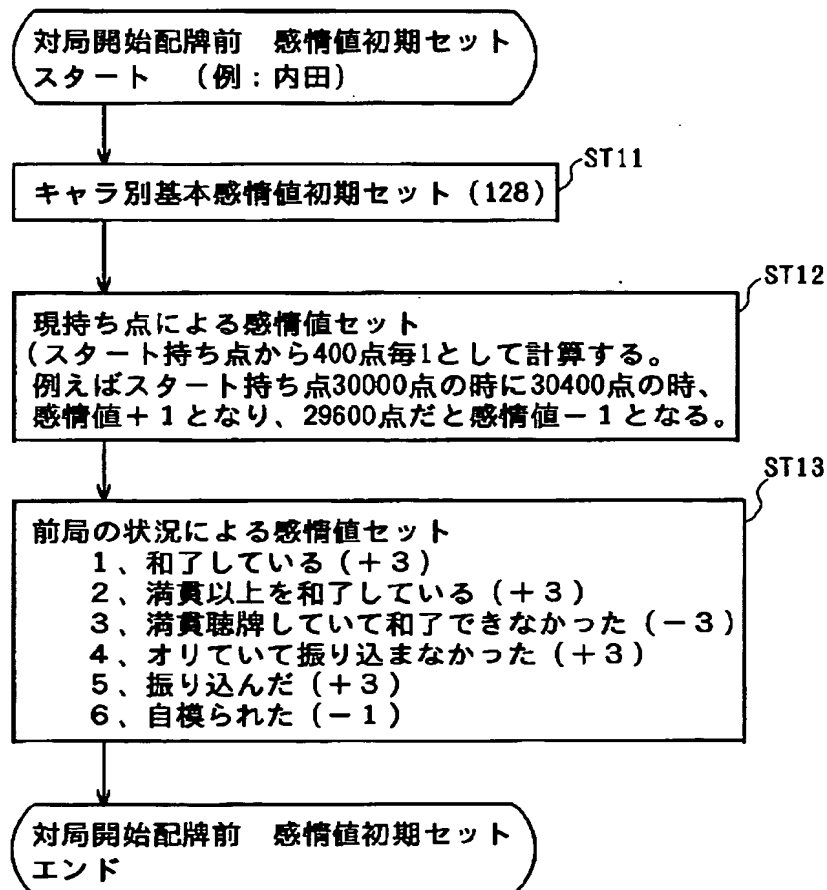 対局開始配牌前　感情値初期セット
スタート　（例：内田）
ST11
キャラ別基本感情値初期セット（128）
ST12
現持ち点による感情値セット
（スタート持ち点から400点毎1として計算する。
例えばスタート持ち点30000点の時に30400点の時、
感情値＋１となり、29600点だと感情値－１となる。
ST13
前局の状況による感情値セット
１、和了している（＋３）
２、満貫以上を和了している（＋３）
３、満貫聴牌していて和了できなかった（－３）
４、オリていて振り込まなかった（＋３）
５、振り込んだ（＋３）
６、自模られた（－１）
対局開始配牌前　感情値初期セット
エンド